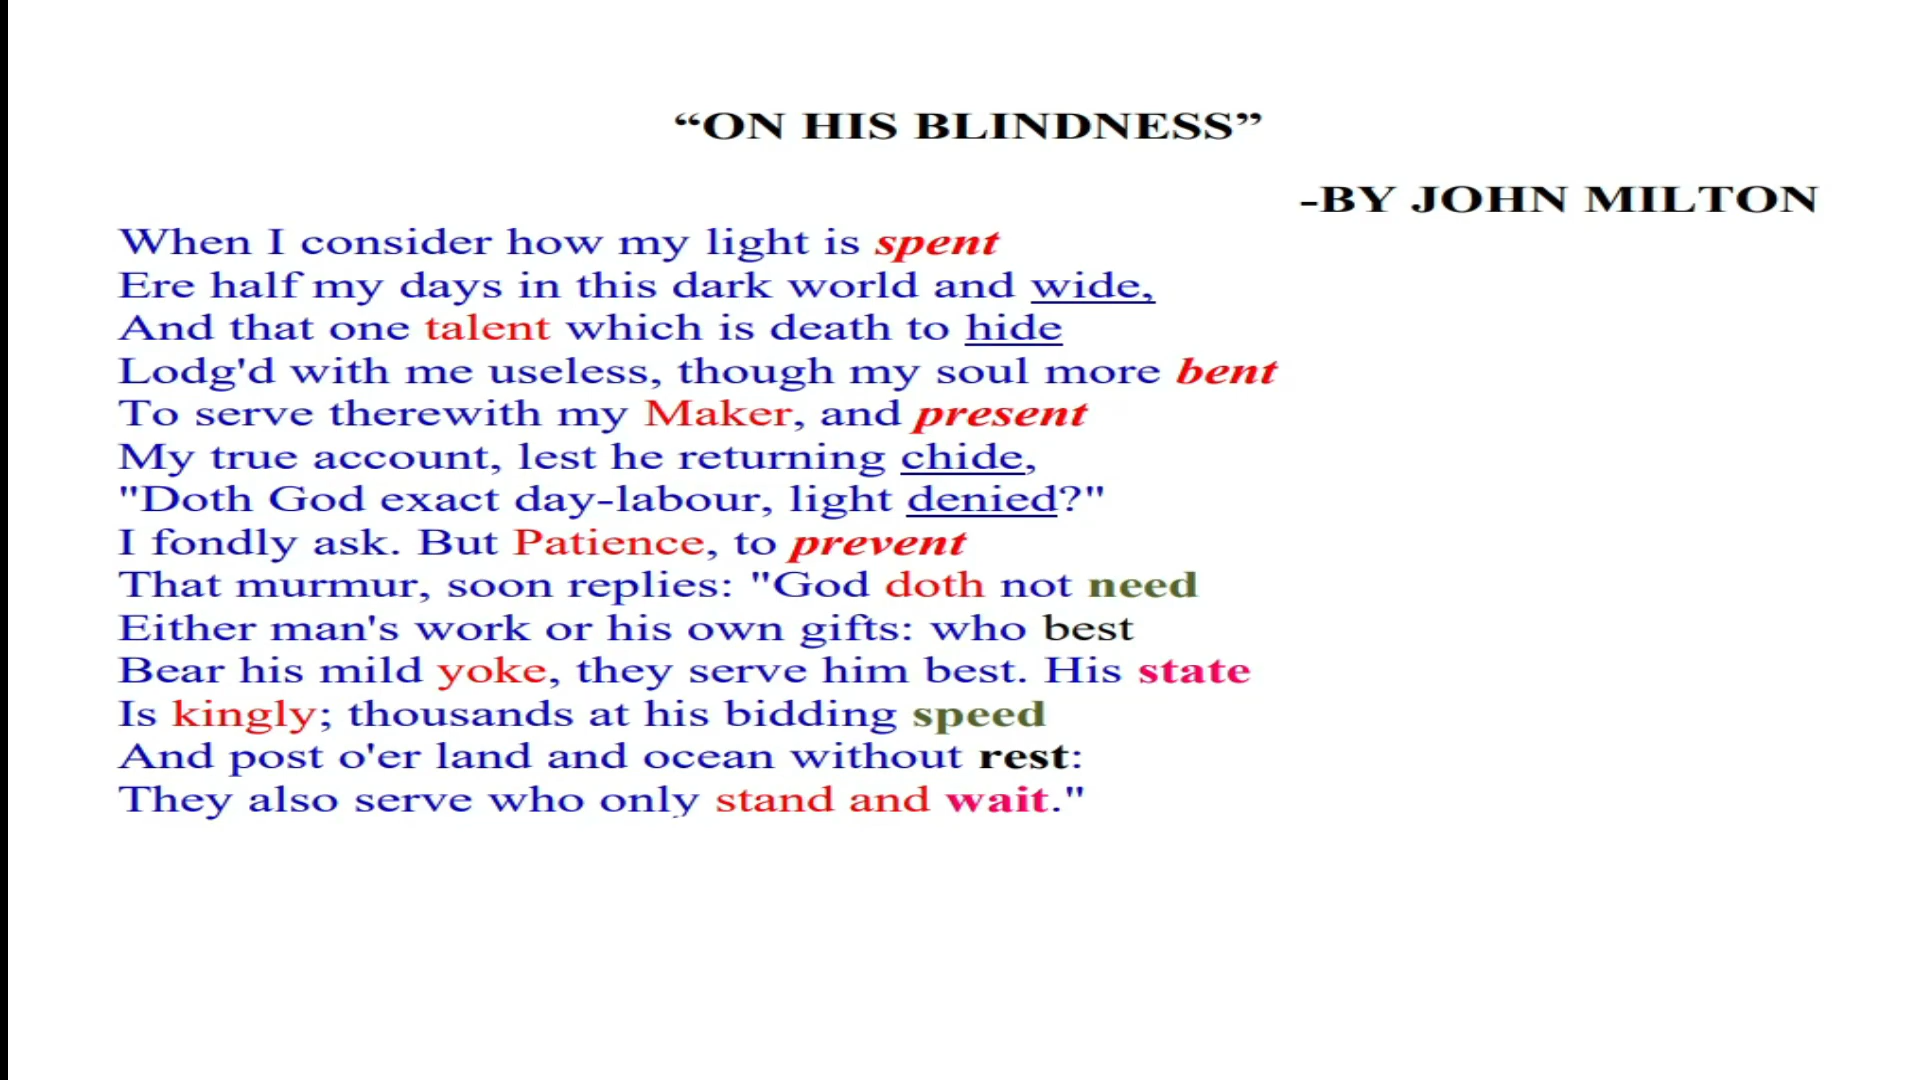 “ON HIS BLINDNESS”
-BY JOHN MILTON
When I consider how my light is spent
Ere half my days in this dark world and wide,
And that one talent which is death to hide
Lodg'd with me useless, though my soul more bent
To serve therewith my Maker, and present
My true account, lest he returning chide,
"Doth God exact day-labour, light denied?"
I fondly ask. But Patience, to prevent
That murmur, soon replies: "God doth not need
Either man's work or his own gifts: who best
Bear his mild yoke, they serve him best. His state
Is kingly; thousands at his bidding speed
And post o'er land and ocean without rest:
They also serve who only stand and wait."